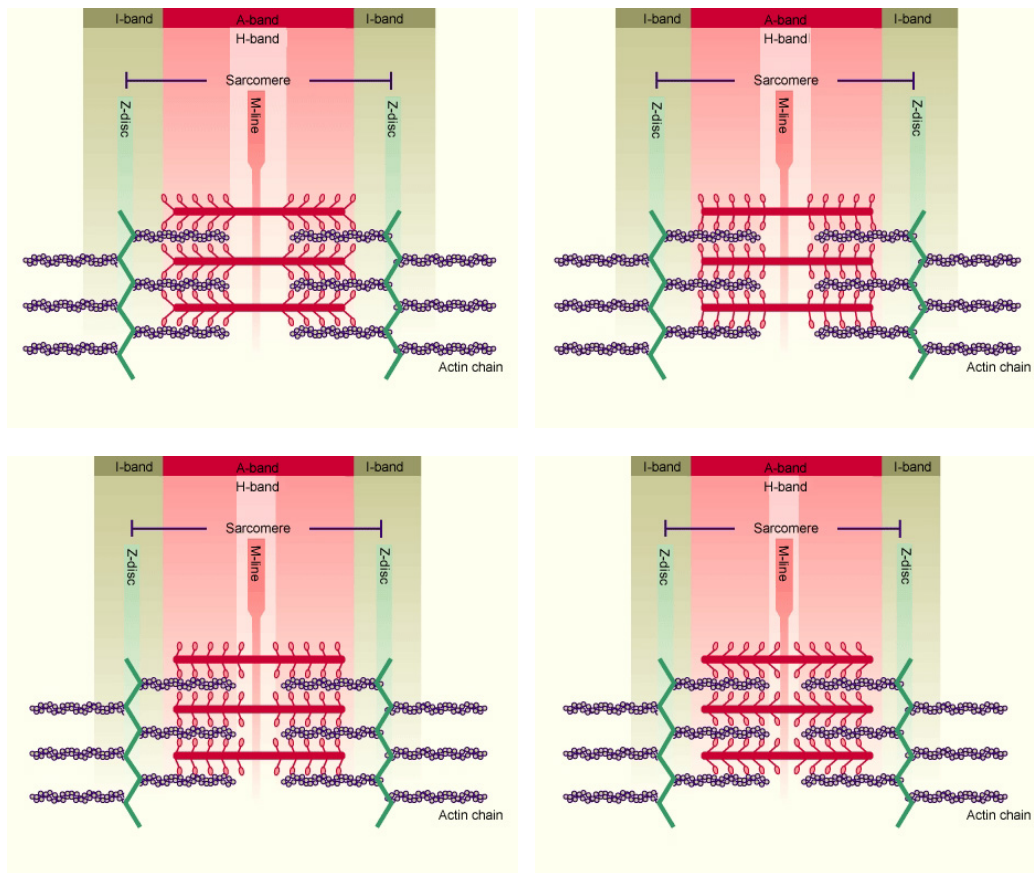 I-band A-band I-band
H-band
Sarcomere
Z-disc M-line Z-disc
Actin chain
I-band A-band I-band
H-band
Sarcomere
Z-disc M-line Z-disc
Actin chain
I-band A-band I-band
H-band
Sarcomere
Z-disc M-line Z-disc
Actin chain
I-band A-band I-band
H-band
Sarcomere
Z-disc M-line Z-disc
Actin chain